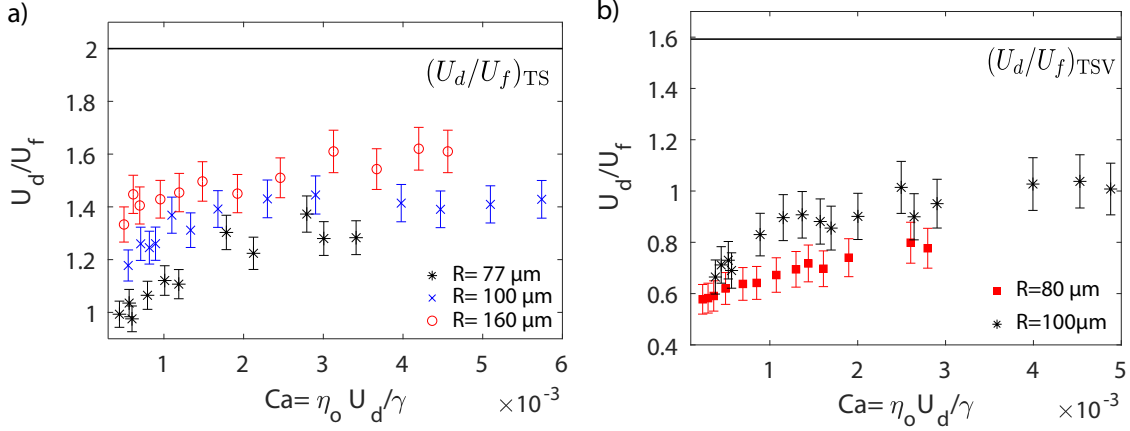 a)
2
1.8
1.6
1.4
1.2
1
U_d/U_f
(U_d/U_f)_TS
R= 77 μm
R= 100 μm
R= 160 μm
1 2 3 4 5 6
Ca= η_o U_d/γ ×10^-3
b)
1.6
1.4
1.2
1
0.8
0.6
0.4
U_d/U_f
(U_d/U_f)_TSV
R=80 μm
R=100μm
1 2 3 4 5
Ca= η_o U_d/γ ×10^-3